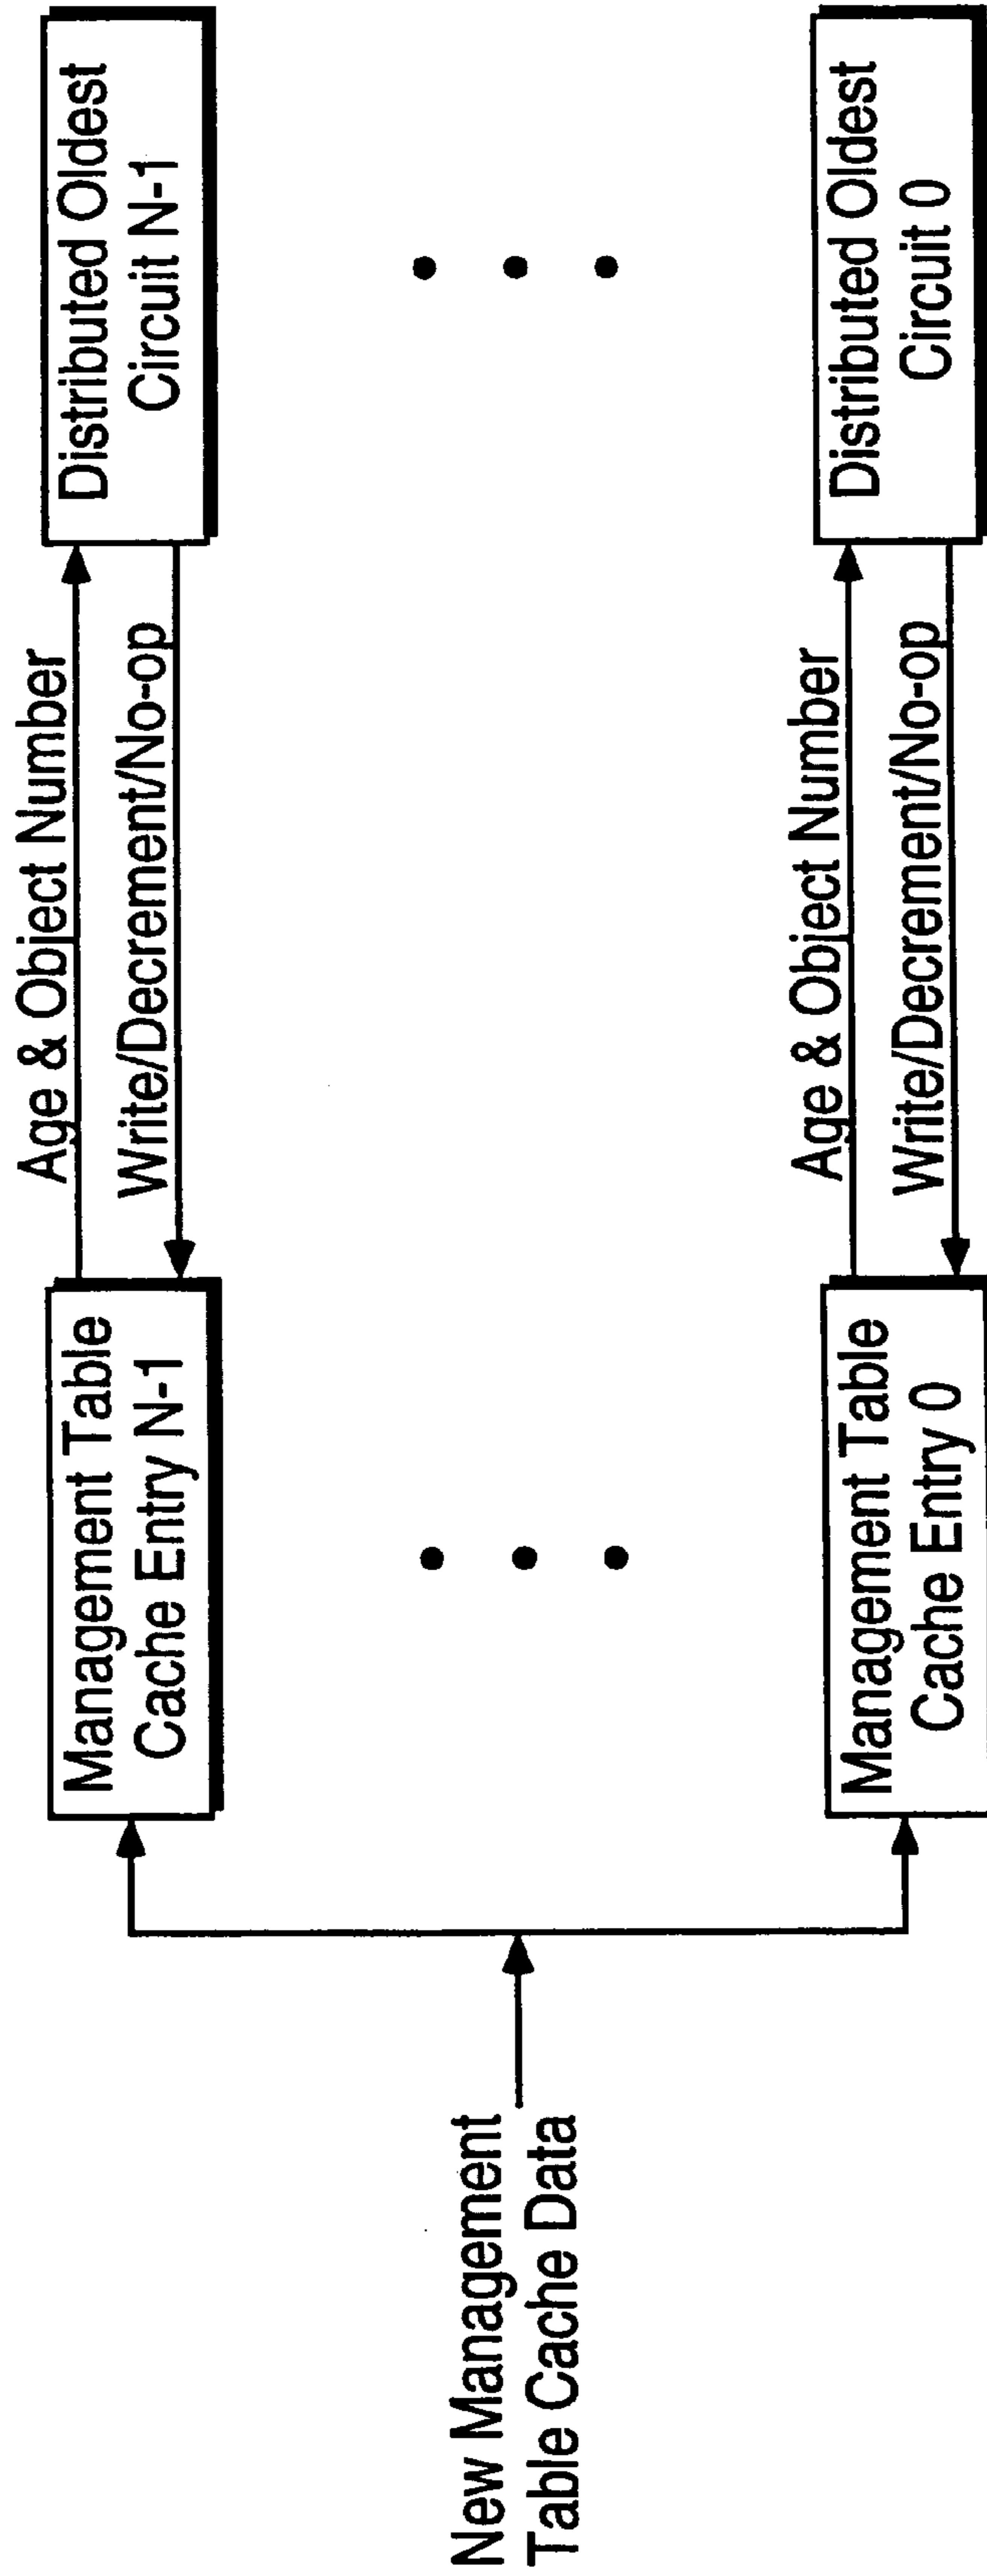 New Management
Table Cache Data
Management Table
Cache Entry N-1
Age & Object Number
Write/Decrement/No-op
Distributed Oldest
Circuit N-1
Management Table
Cache Entry 0
Age & Object Number
Write/Decrement/No-op
Distributed Oldest
Circuit 0